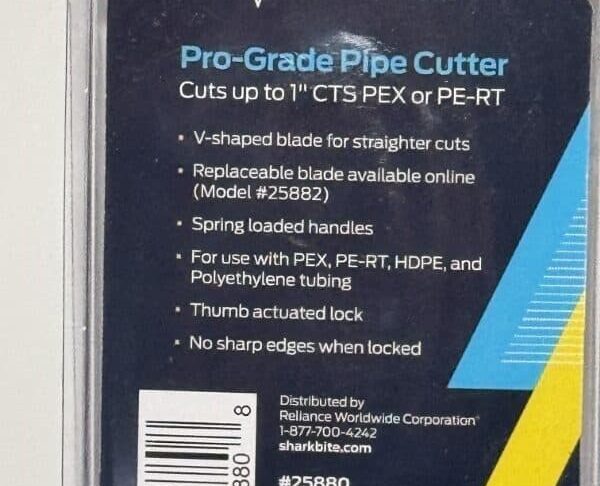 Pro-Grade Pipe Cutter
Cuts up to 1" CTS PEX or PE-RT
• V-shaped blade for straighter cuts
• Replaceable blade available online
(Model #25882)
• Spring loaded handles
• For use with PEX, PE-RT, HDPE, and
Polyethylene tubing
• Thumb actuated lock
• No sharp edges when locked
Distributed by
Reliance Worldwide Corporation®
1-877-700-4242
sharkbite.com
#25880
880 8